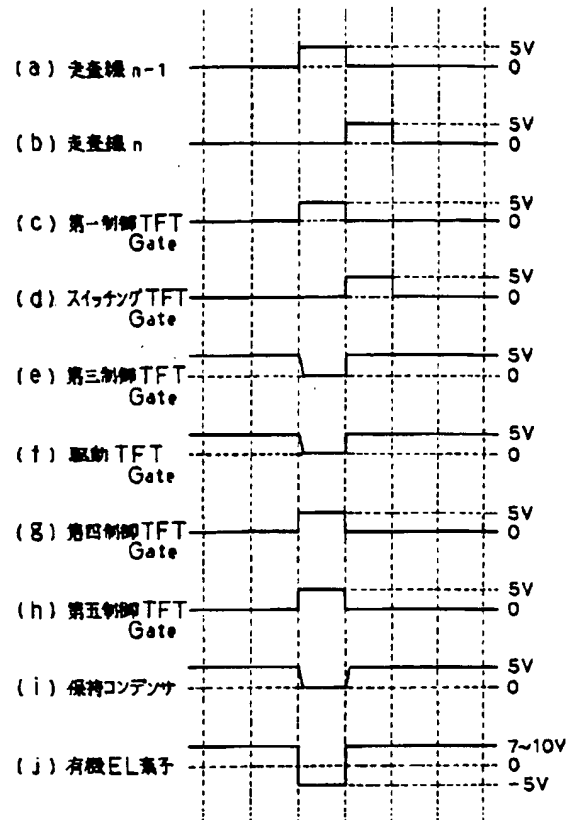 5V
(a) 走査線 n-1
0
5V
(b) 走査線 n
0
5V
(c) 第一制御TFT
0
Gate
5V
(d) スイッチングTFT
0
Gate
5V
(e) 第三制御TFT
0
Gate
5V
(f) 駆動TFT
0
Gate
5V
(g) 第四制御TFT
0
Gate
5V
(h) 第五制御TFT
0
Gate
5V
(i) 保持コンデンサ
0
7~10V
(j) 有機EL素子
0
-5V